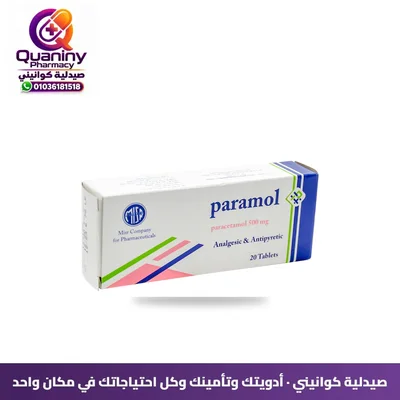 Quaniny
Pharmacy
صيدلية كوانيني
01036181518
MISR
Misr Company
for Pharmaceuticals
paramol
paracetamol 500 mg
Analgesic & Antipyretic
20 Tablets
صيدلية كوانيني - أدويتك وتأمينك وكل احتياجاتك في مكان واحد